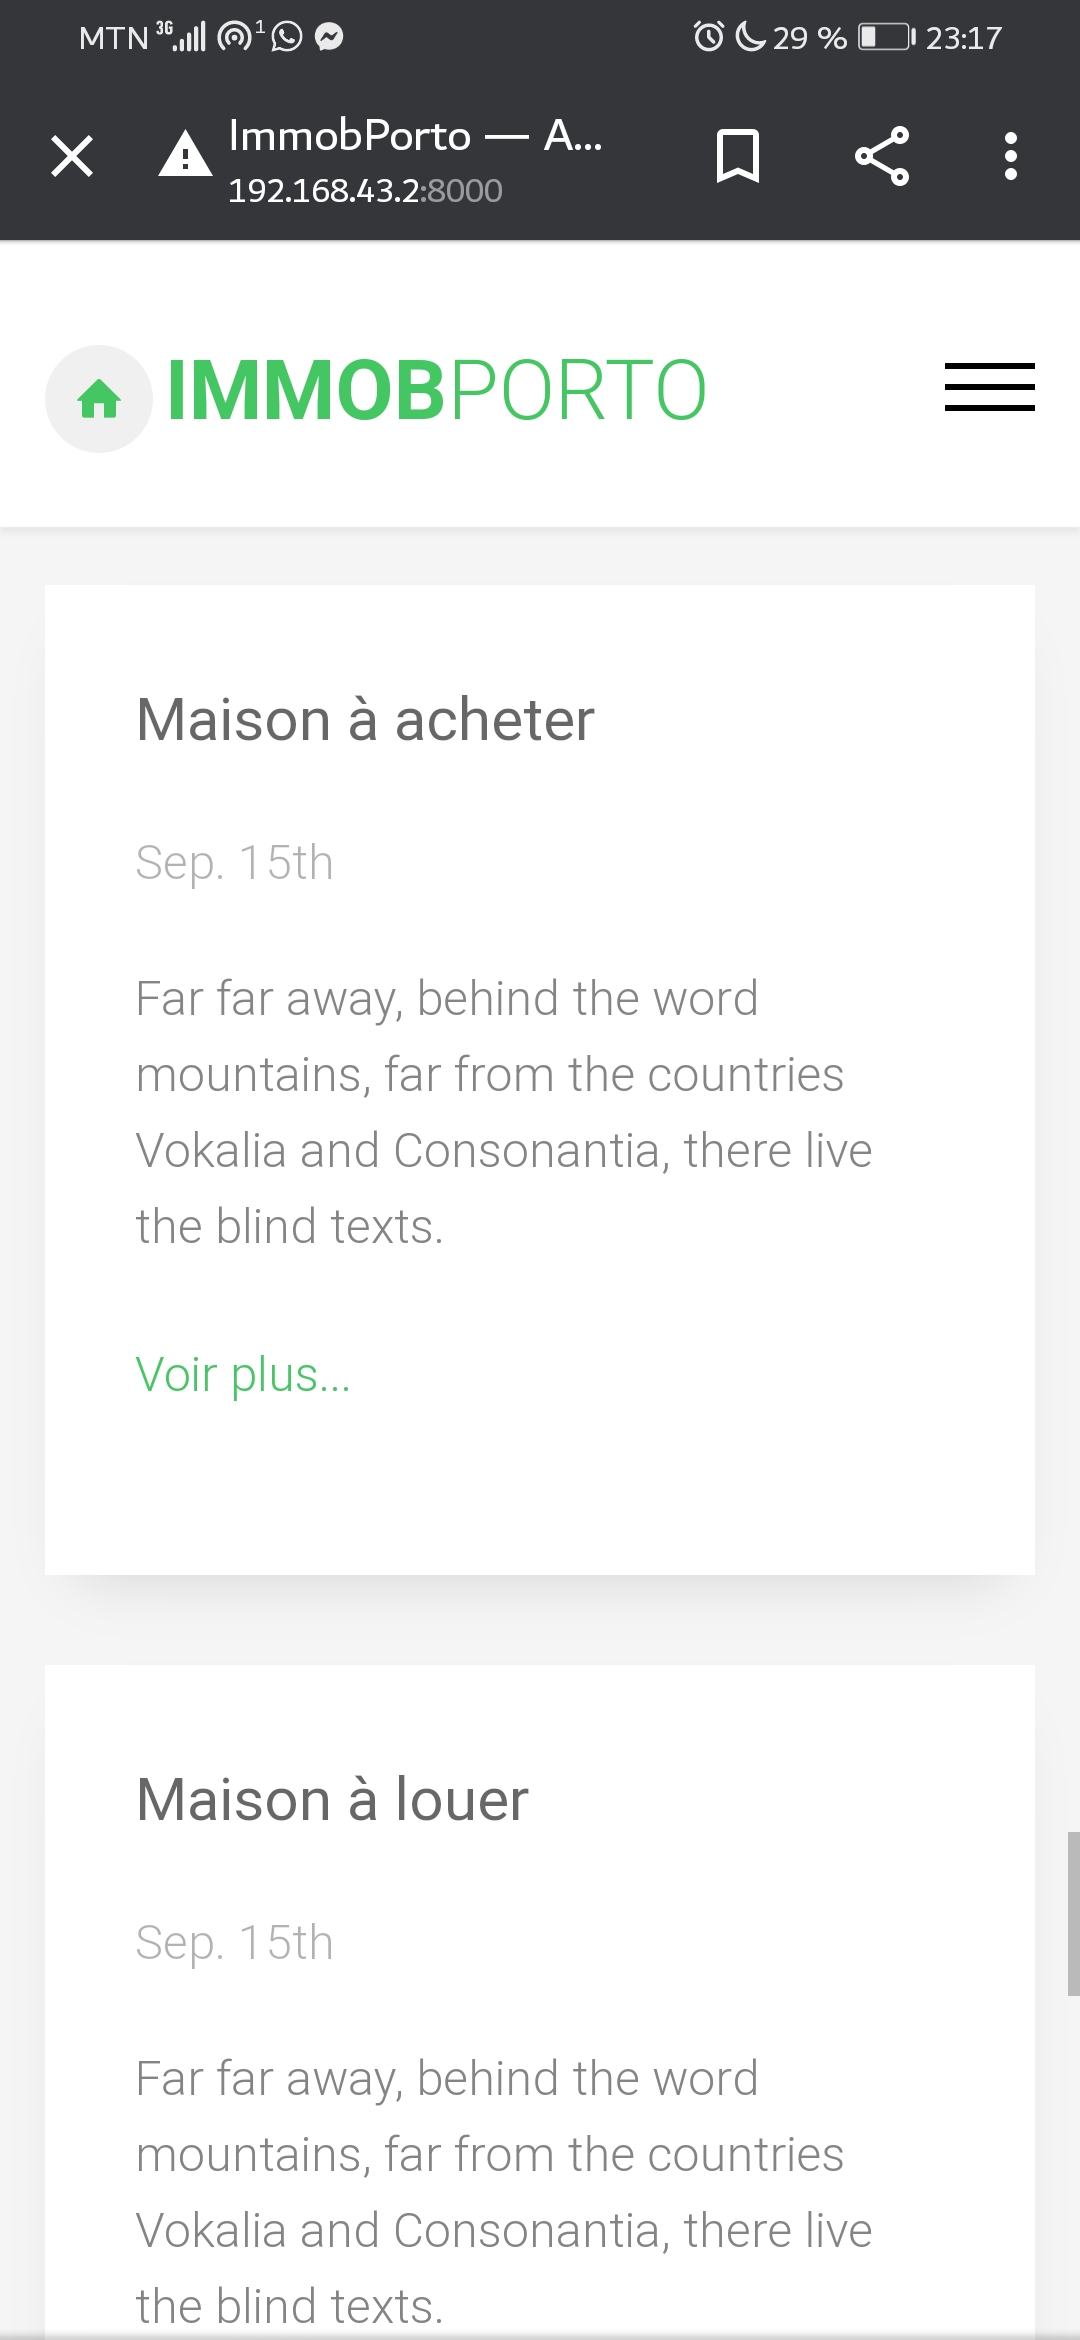 MTN 3G 1 29 % 23:17
ImmobPorto — A...
192.168.43.2:8000
IMMOBPORTO
Maison à acheter
Sep. 15th
Far far away, behind the word
mountains, far from the countries
Vokalia and Consonantia, there live
the blind texts.
Voir plus...
Maison à louer
Sep. 15th
Far far away, behind the word
mountains, far from the countries
Vokalia and Consonantia, there live
the blind texts.